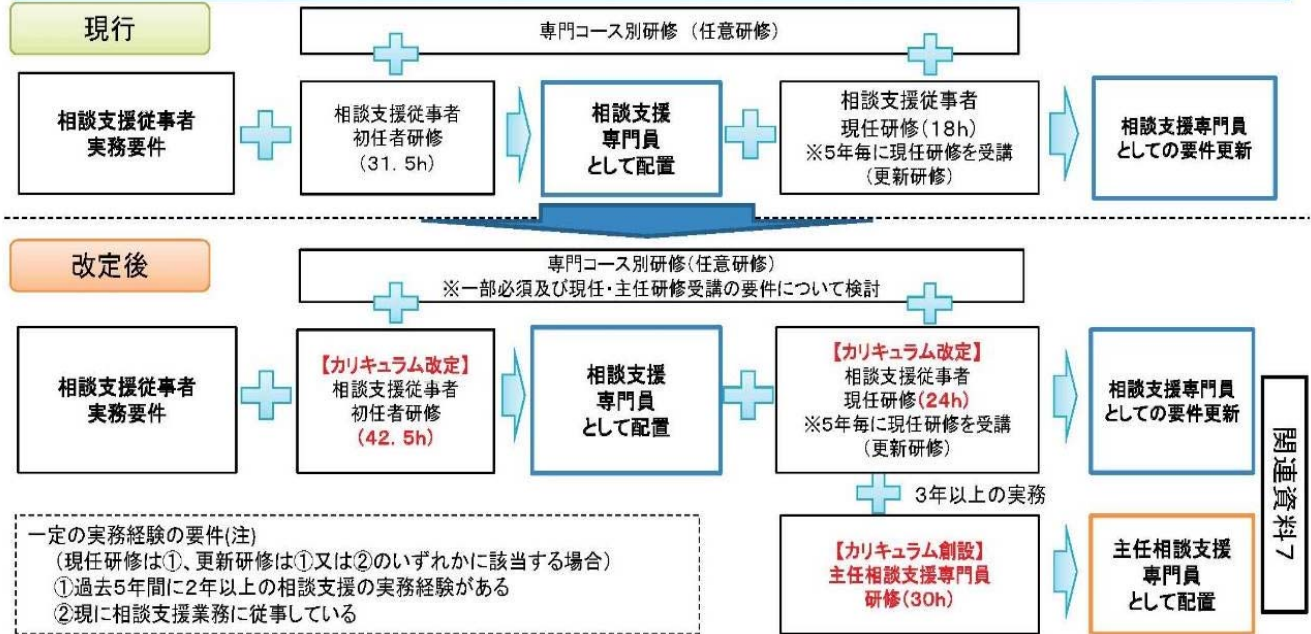 現行
専門コース別研修 (任意研修)
相談支援従事者
実務要件
相談支援従事者
初任者研修
(31. 5h)
相談支援
専門員
として配置
相談支援従事者
現任研修(18h)
※5年毎に現任研修を受講
(更新研修)
相談支援専門員
としての要件更新
改定後
専門コース別研修(任意研修)
※一部必須及び現任・主任研修受講の要件について検討
相談支援従事者
実務要件
【カリキュラム改定】
相談支援従事者
初任者研修
(42. 5h)
相談支援
専門員
として配置
【カリキュラム改定】
相談支援従事者
現任研修(24h)
※5年毎に現任研修を受講
(更新研修)
相談支援専門員
としての要件更新
3年以上の実務
【カリキュラム創設】
主任相談支援専門員
研修(30h)
主任相談支援
専門員
として配置
関連資料7
一定の実務経験の要件(注)
(現任研修は①、更新研修は①又は②のいずれかに該当する場合)
①過去5年間に2年以上の相談支援の実務経験がある
②現に相談支援業務に従事している